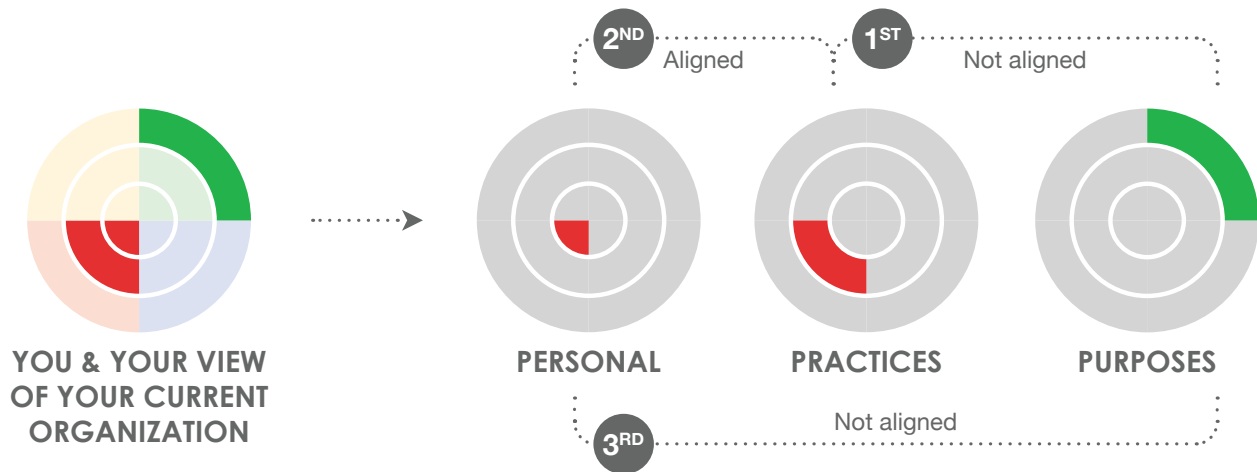 2ND
Aligned
1ST
Not aligned
YOU & YOUR VIEW
OF YOUR CURRENT
ORGANIZATION
PERSONAL
PRACTICES
PURPOSES
3RD
Not aligned